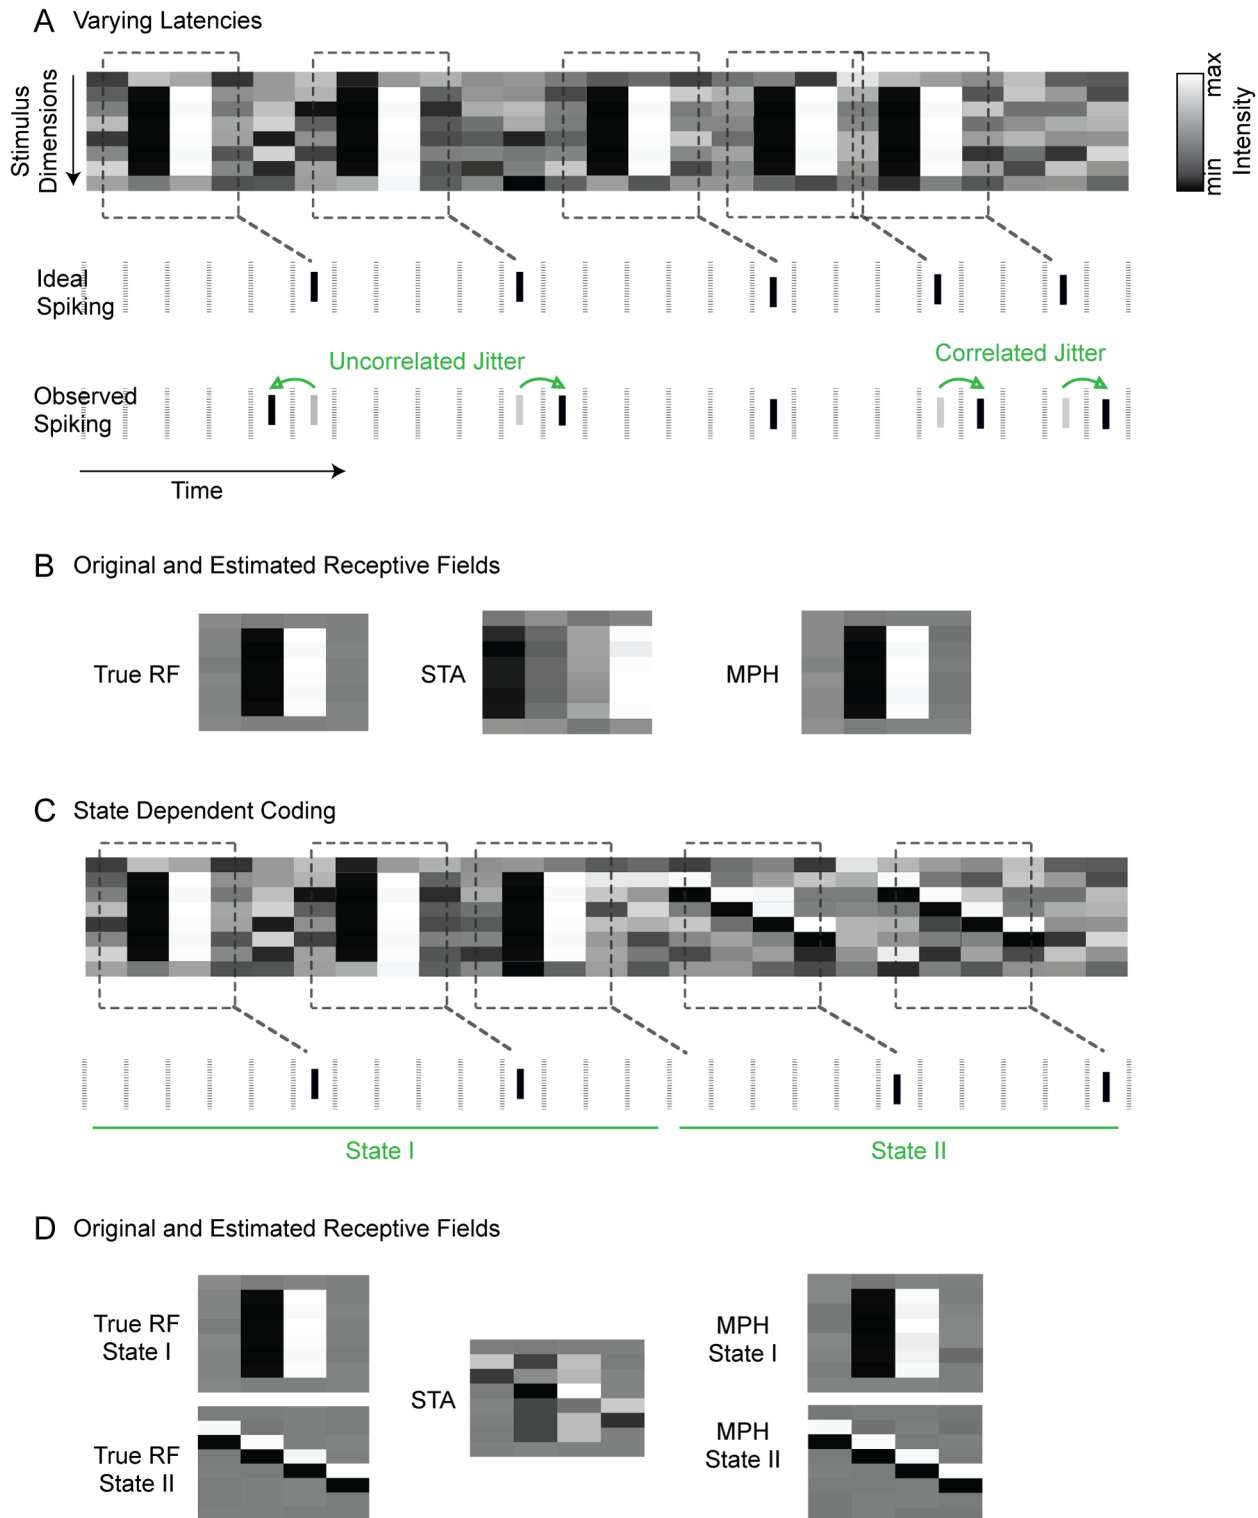 A Varying Latencies
Stimulus
Dimensions
max
min
Intensity
Ideal
Spiking
Uncorrelated Jitter
Correlated Jitter
Observed
Spiking
Time
B Original and Estimated Receptive Fields
True RF
STA
MPH
C State Dependent Coding
State I
State II
D Original and Estimated Receptive Fields
True RF
State I
STA
MPH
State I
True RF
State II
MPH
State II